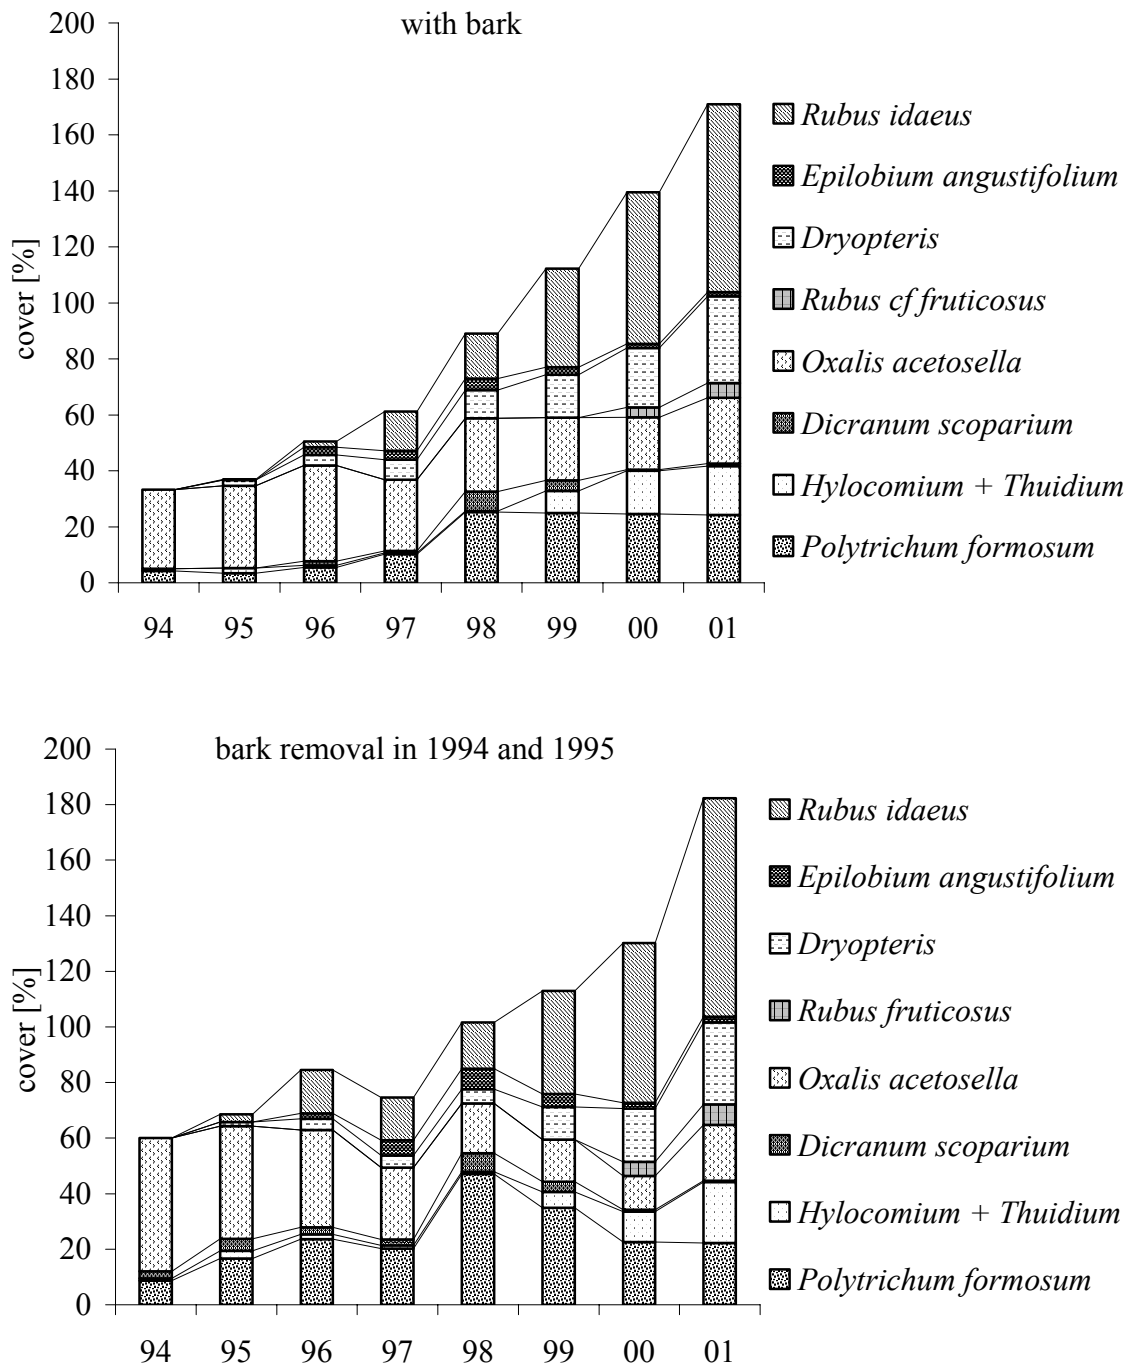 with bark
200
180
160
140
120
100
80
60
40
20
0
cover [%]
94 95 96 97 98 99 00 01
Rubus idaeus
Epilobium angustifolium
Dryopteris
Rubus cf fruticosus
Oxalis acetosella
Dicranum scoparium
Hylocomium + Thuidium
Polytrichum formosum
bark removal in 1994 and 1995
200
180
160
140
120
100
80
60
40
20
0
cover [%]
94 95 96 97 98 99 00 01
Rubus idaeus
Epilobium angustifolium
Dryopteris
Rubus fruticosus
Oxalis acetosella
Dicranum scoparium
Hylocomium + Thuidium
Polytrichum formosum